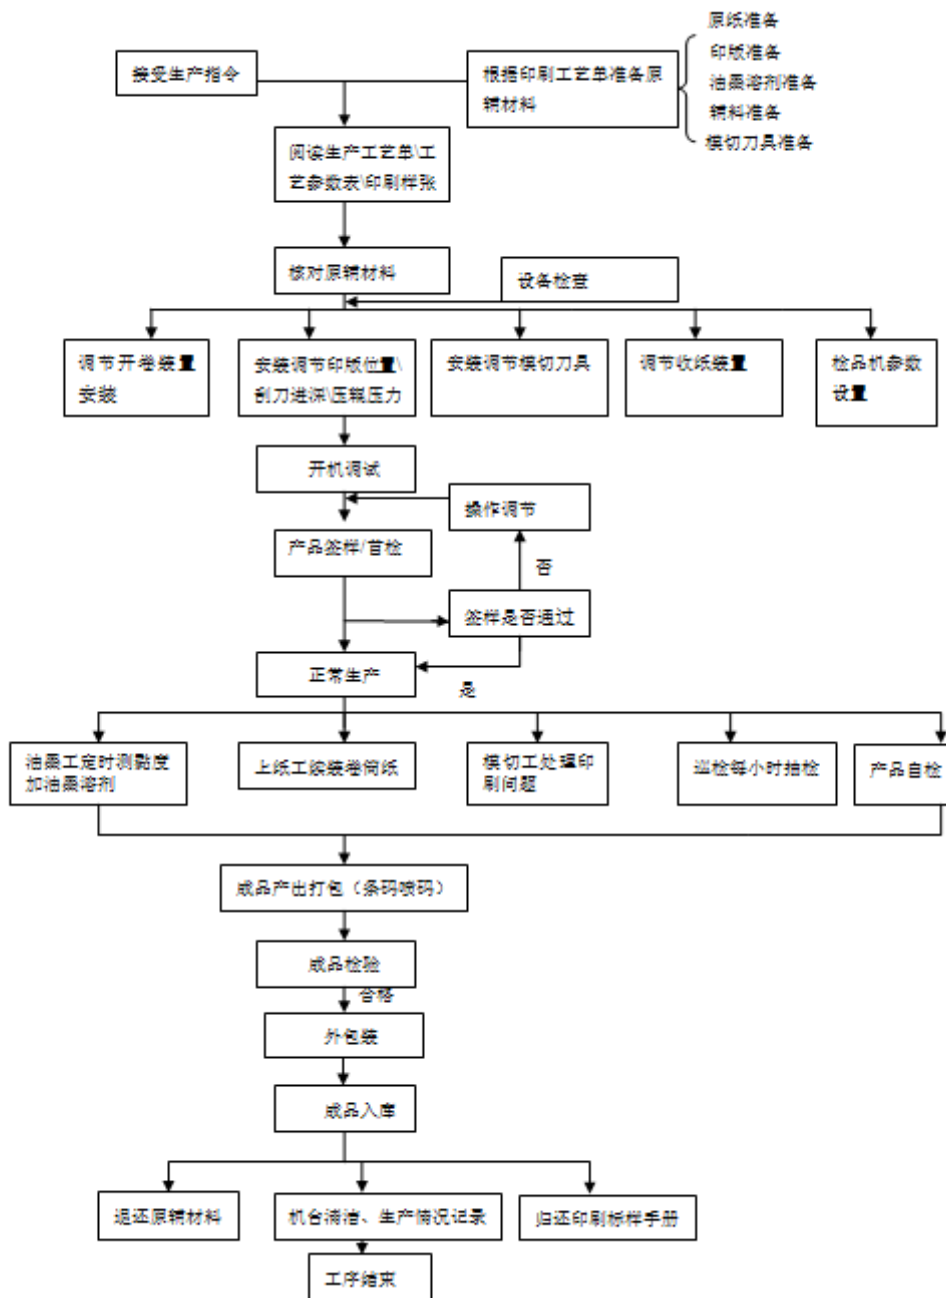 原纸准备
印版准备
油墨溶剂准备
辅料准备
模切刀具准备
接受生产指令
根据印刷工艺单准备原
辅材料
阅读生产工艺单\工
艺参数表\印刷样张
核对原辅材料
设备检查
调节开卷装置
安装
安装调节印版位置\
刮刀进深\压辊压力
安装调节模切刀具
调节收纸装置
检品机参数
设置
开机调试
操作调节
产品签样/首检
否
签样是否通过
正常生产
是
油墨工定时测黏度
加油墨溶剂
上纸工续装卷筒纸
模切工处理印
刷问题
巡检每小时抽检
产品自检
成品产出打包（条码喷码）
成品检验
合格
外包装
成品入库
退还原辅材料
机台清洁、生产情况记录
归还印刷标样手册
工序结束